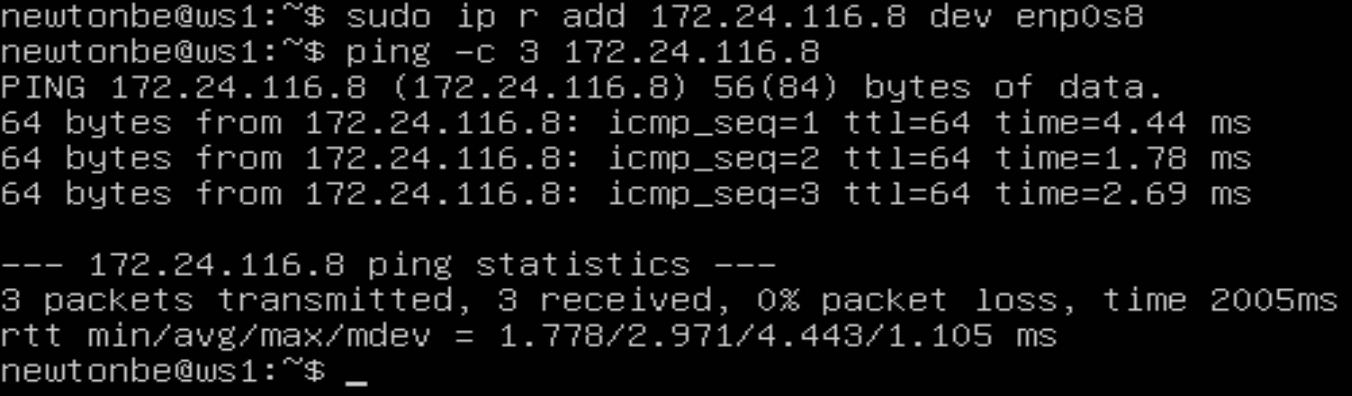 newtonbe@ws1:~$ sudo ip r add 172.24.116.8 dev enp0s8
newtonbe@ws1:~$ ping -c 3 172.24.116.8
PING 172.24.116.8 (172.24.116.8) 56(84) bytes of data.
64 bytes from 172.24.116.8: icmp_seq=1 ttl=64 time=4.44 ms
64 bytes from 172.24.116.8: icmp_seq=2 ttl=64 time=1.78 ms
64 bytes from 172.24.116.8: icmp_seq=3 ttl=64 time=2.69 ms
--- 172.24.116.8 ping statistics ---
3 packets transmitted, 3 received, 0% packet loss, time 2005ms
rtt min/avg/max/mdev = 1.778/2.971/4.443/1.105 ms
newtonbe@ws1:~$ _